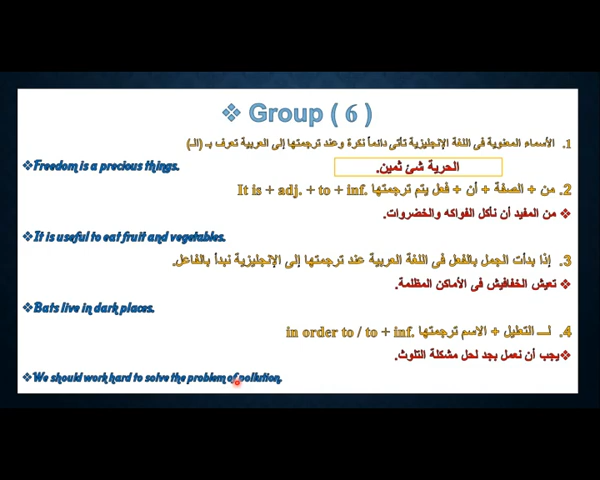 ❖ Group ( 6 )
1. الأسماء المعنوية فى اللغة الإنجليزية تأتى دائماً نكرة وعند ترجمتها إلى العربية تعرف بـ (الـ)
❖Freedom is a precious things.
الحرية شئ ثمين.
2. من + الصفة + أن + فعل يتم ترجمتها It is + adj. + to + inf.
❖ من المفيد أن نأكل الفواكه والخضروات.
❖It is useful to eat fruit and vegetables.
3. إذا بدأت الجمل بالفعل فى اللغة العربية عند ترجمتها إلى الإنجليزية نبدأ بالفاعل.
❖ تعيش الخفافيش فى الأماكن المظلمة.
❖Bats live in dark places.
4. لــ التعليل + الاسم ترجمتها in order to / to + inf.
❖يجب أن نعمل بجد لحل مشكلة التلوث.
❖We should work hard to solve the problem of pollution.